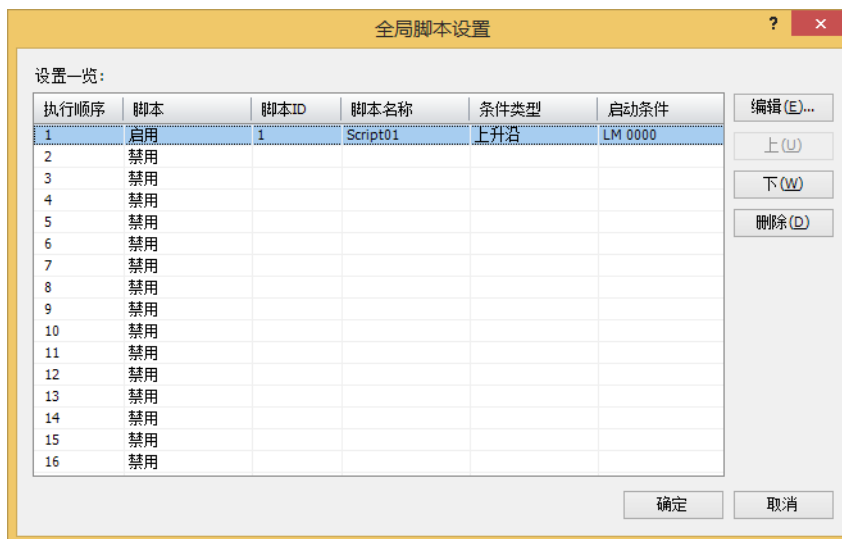 全局脚本设置
? ×
设置一览:
执行顺序 脚本 脚本ID 脚本名称 条件类型 启动条件
1 启用 1 Script01 上升沿 LM 0000
2 禁用
3 禁用
4 禁用
5 禁用
6 禁用
7 禁用
8 禁用
9 禁用
10 禁用
11 禁用
12 禁用
13 禁用
14 禁用
15 禁用
16 禁用
编辑(E)...
上(U)
下(W)
删除(D)
确定 取消